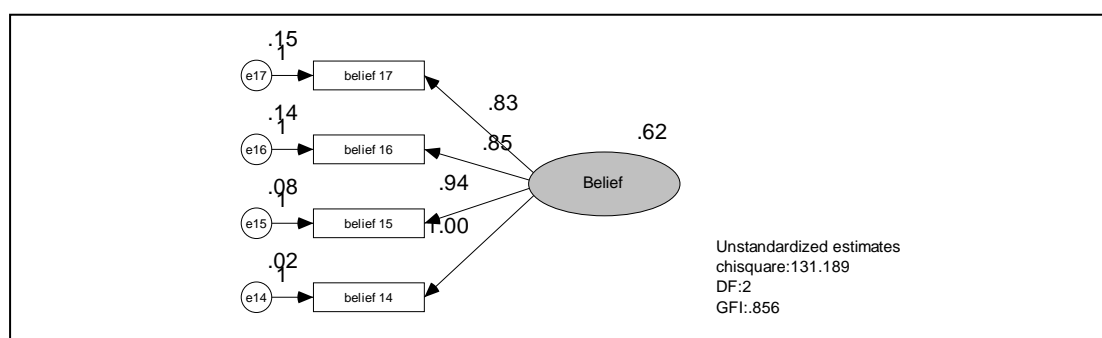 .15
1
e17
belief 17
.83
.14
1
e16
belief 16
.85
.62
Belief
.08
1
e15
belief 15
.94
.02
1
e14
belief 14
1.00
Unstandardized estimates
chisquare:131.189
DF:2
GFI:.856